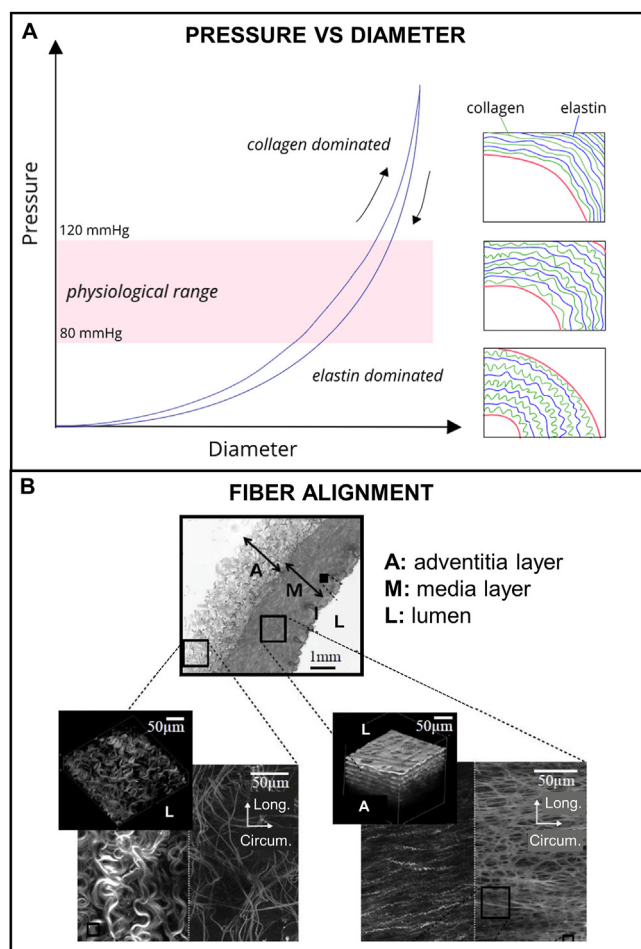 A
PRESSURE VS DIAMETER
collagen
elastin
collagen dominated
Pressure
120 mmHg
physiological range
80 mmHg
elastin dominated
Diameter
B
FIBER ALIGNMENT
A
M
I
L
1mm
A: adventitia layer
M: media layer
L: lumen
50μm
L
50μm
Long.
Circum.
50μm
L
A
50μm
Long.
Circum.